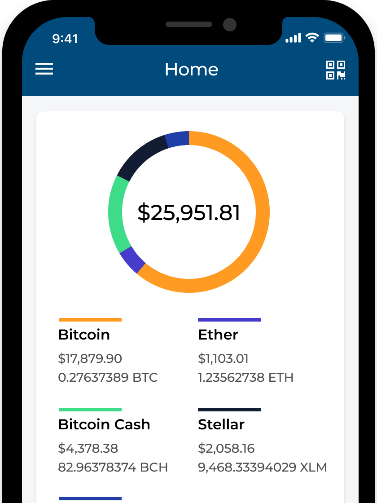 9:41
Home
$25,951.81
Bitcoin
$17,879.90
0.27637389 BTC
Ether
$1,103.01
1.23562738 ETH
Bitcoin Cash
$4,378.38
82.96378374 BCH
Stellar
$2,058.16
9,468.33394029 XLM